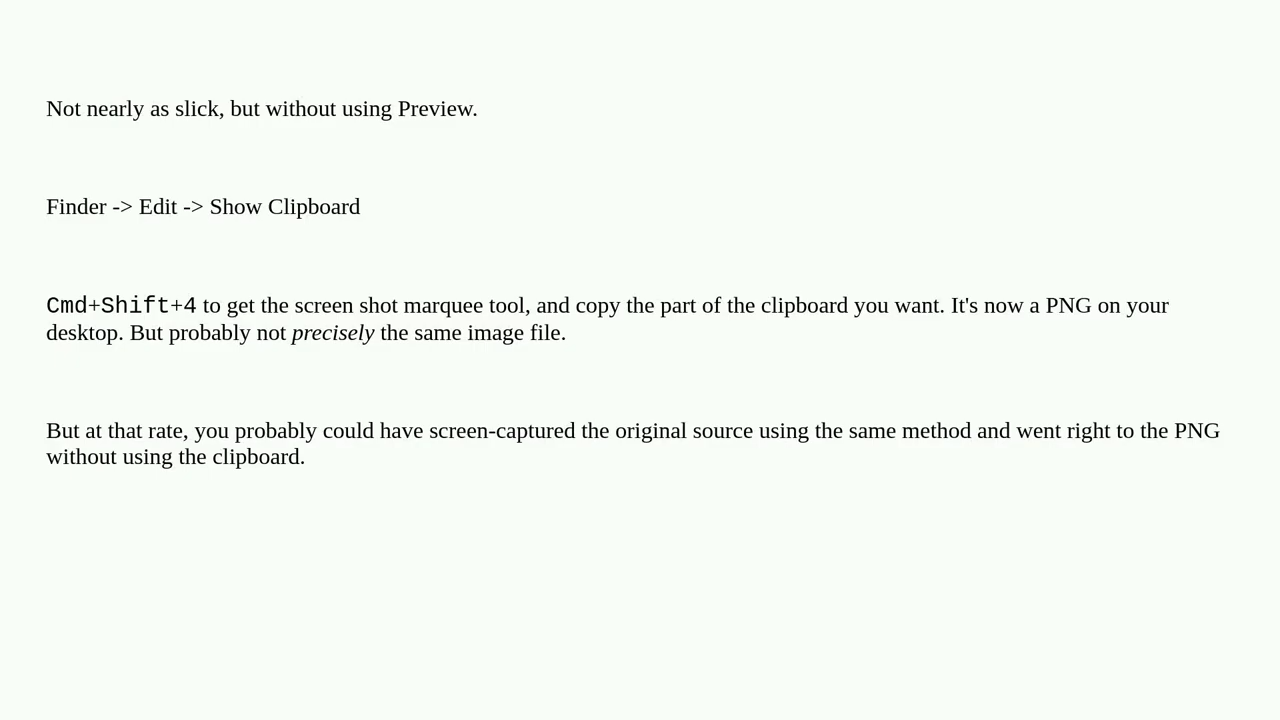 Not nearly as slick, but without using Preview.
Finder -> Edit -> Show Clipboard
Cmd+Shift+4 to get the screen shot marquee tool, and copy the part of the clipboard you want. It's now a PNG on your
desktop. But probably not precisely the same image file.
But at that rate, you probably could have screen-captured the original source using the same method and went right to the PNG
without using the clipboard.